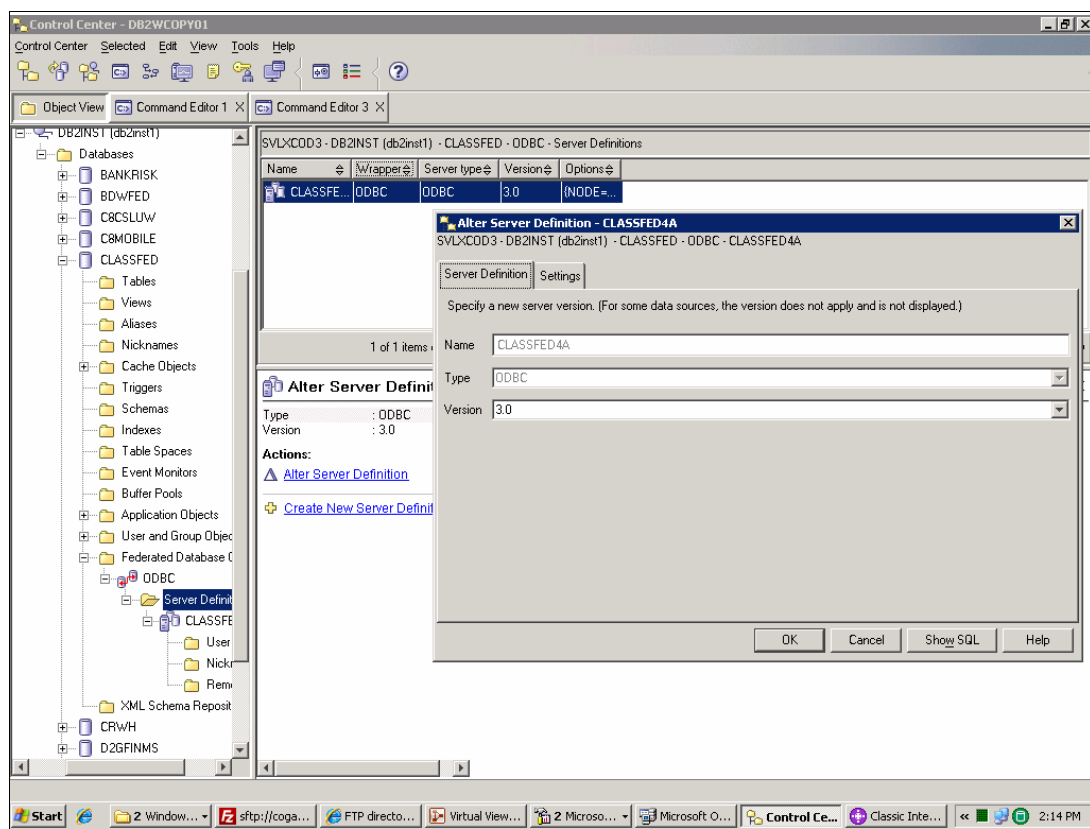 Control Center - DB2WCOPY01
Control Center Selected Edit View Tools Help
Object View Command Editor 1 X Command Editor 3 X
DB2INST (db2inst1)
Databases
BANKRISK
BDWFED
C8CSLUW
C8MOBILE
CLASSFED
Tables
Views
Aliases
Nicknames
Cache Objects
Triggers
Schemas
Indexes
Table Spaces
Event Monitors
Buffer Pools
Application Objects
User and Group Objec
Federated Database
ODBC
Server Definit
CLASSFE
User
Nickn
Rem
XML Schema Reposit
CRWH
D2GFINMS
SVLXCOD3 - DB2INST (db2inst1) - CLASSFED - ODBC - Server Definitions
Name Wrapper Server type Version Options
CLASSFE... ODBC ODBC 3.0 {NODE=...
1 of 1 items
Alter Server Defini
Type : ODBC
Version : 3.0
Actions:
Alter Server Definition
Create New Server Defini
Alter Server Definition - CLASSFED4A
SVLXCOD3 - DB2INST (db2inst1) - CLASSFED - ODBC - CLASSFED4A
Server Definition Settings
Specify a new server version. (For some data sources, the version does not apply and is not displayed.)
Name CLASSFED4A
Type ODBC
Version 3.0
OK Cancel Show SQL Help
Start 2 Window... sftp://coga... FTP directo... Virtual View... 2 Microso... Microsoft O... Control Ce... Classic Inte... « 2:14 PM